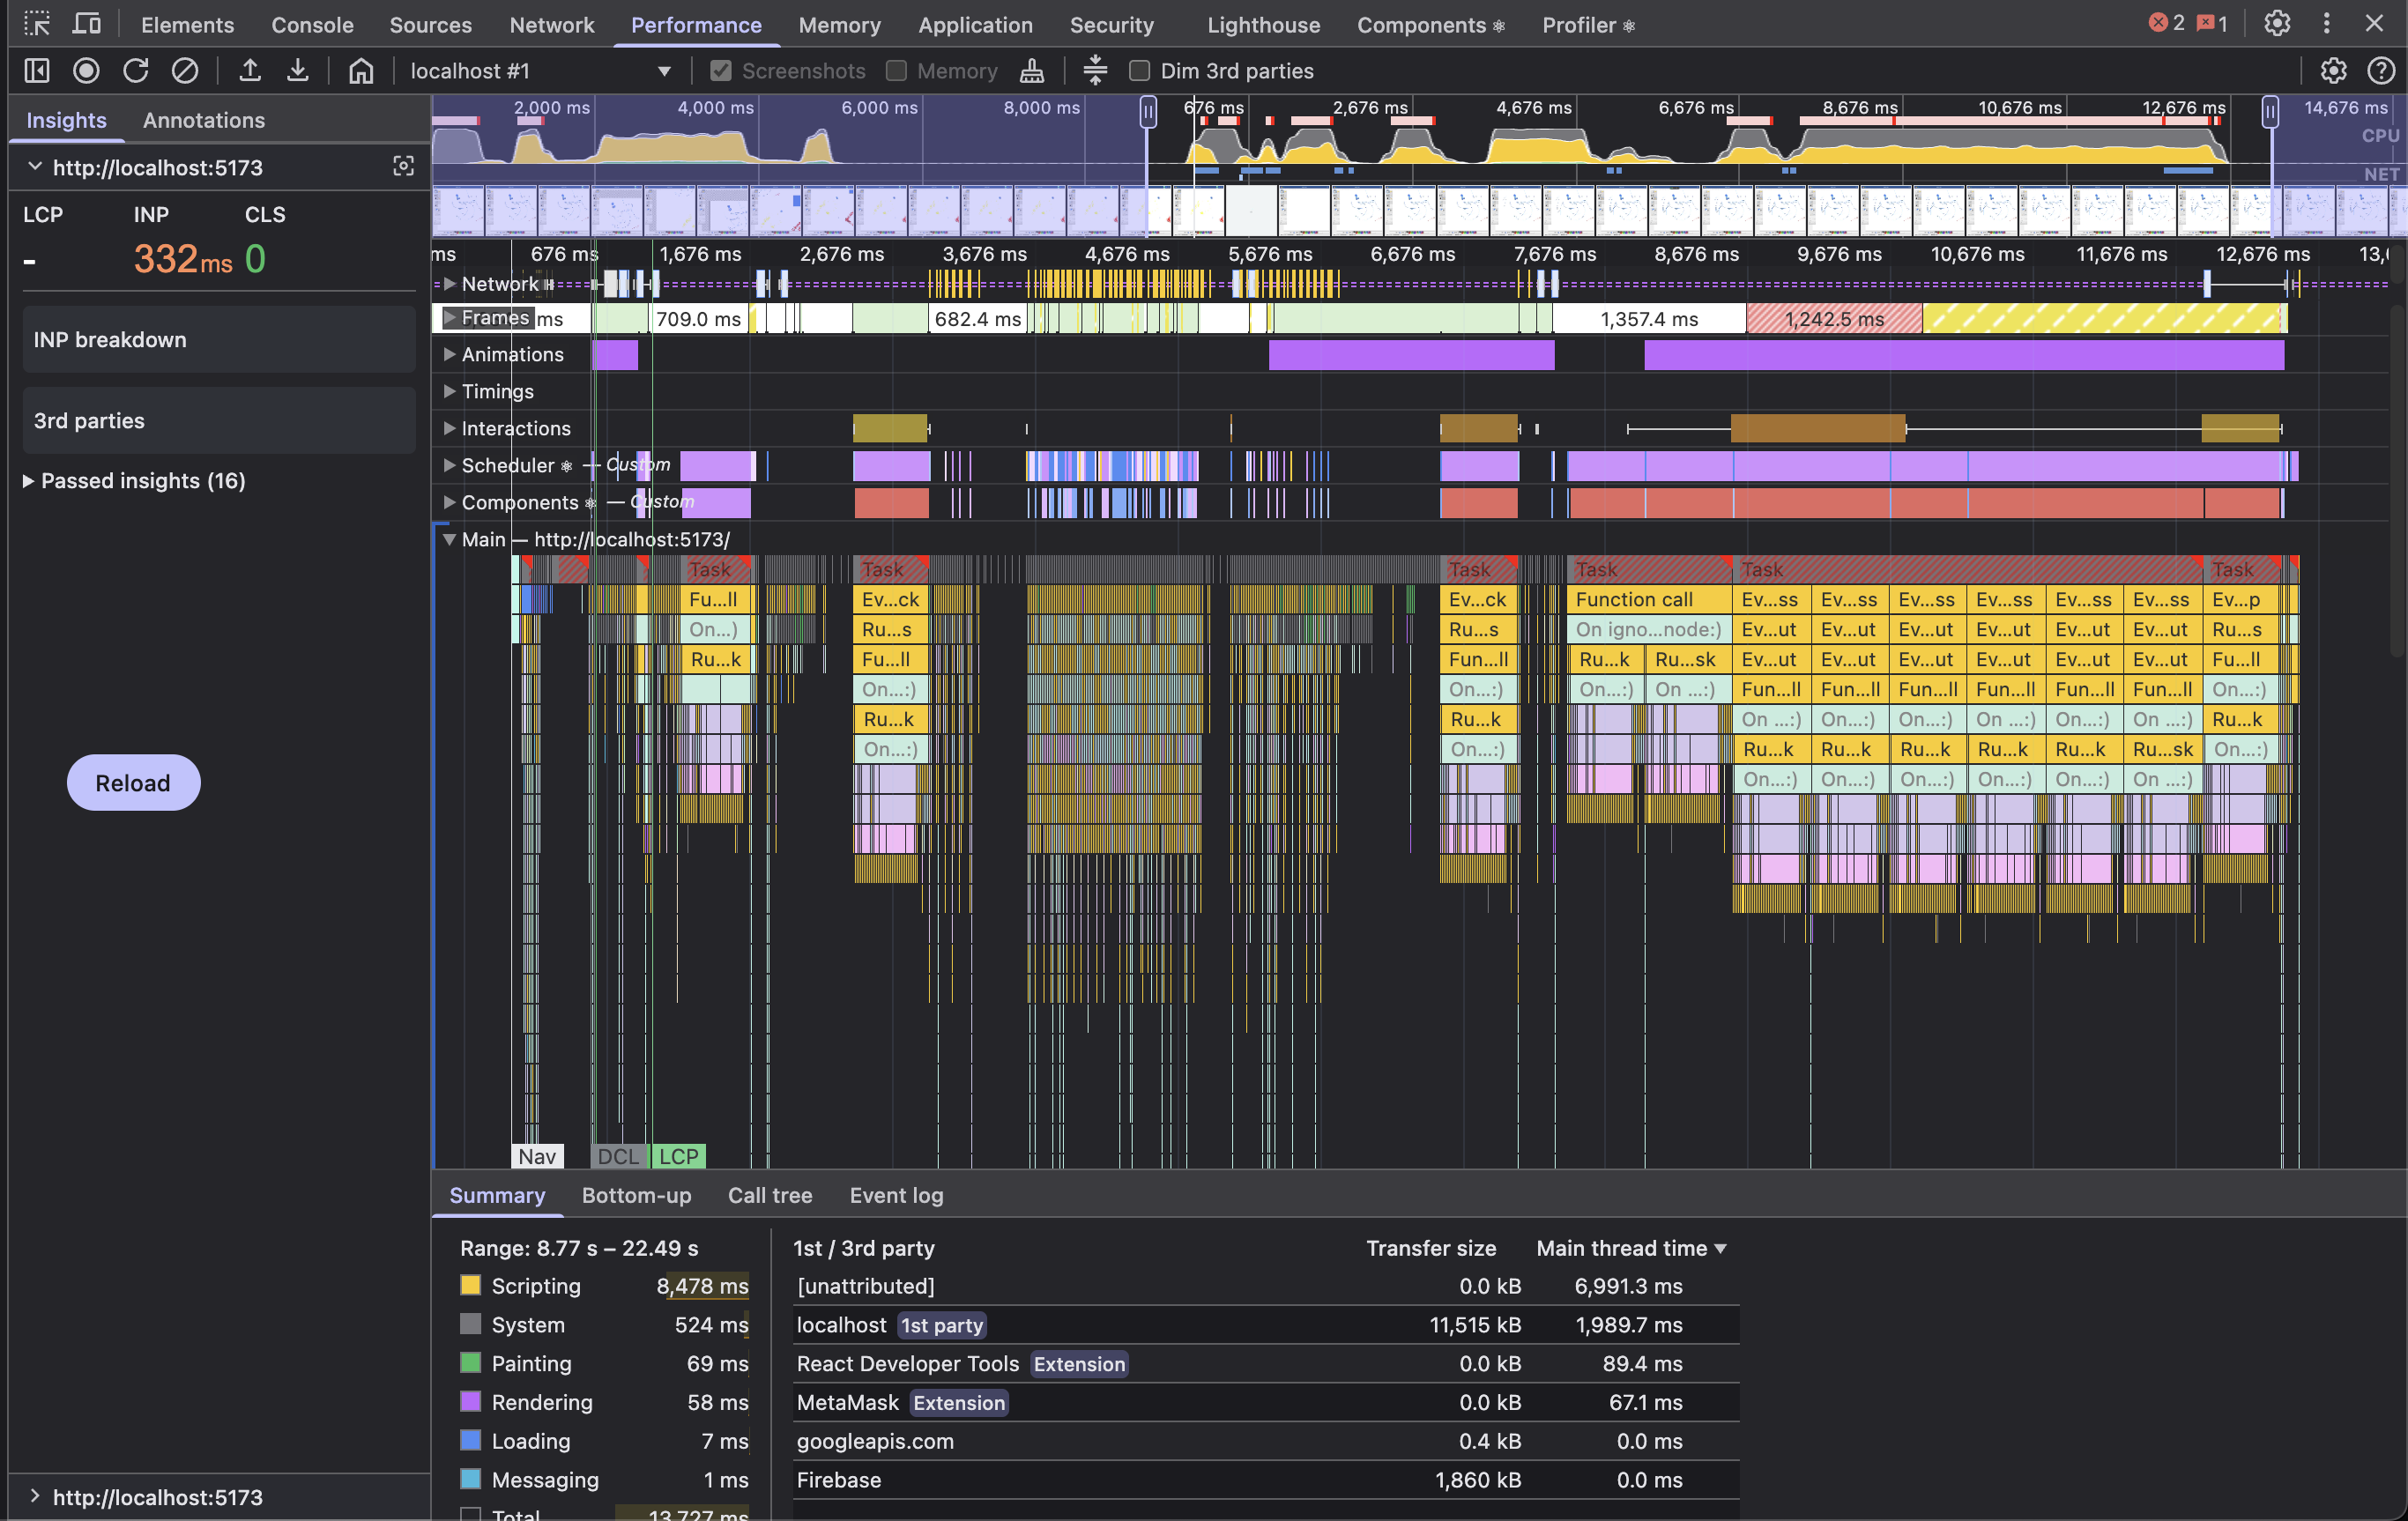 Elements Console Sources Network Performance Memory Application Security Lighthouse Components ⚛ Profiler ⚛ 2 1
localhost #1 Screenshots Memory Dim 3rd parties
Insights Annotations
http://localhost:5173
LCP INP CLS
- 332 ms 0
INP breakdown
3rd parties
Passed insights (16)
Reload
http://localhost:5173
2,000 ms 4,000 ms 6,000 ms 8,000 ms 676 ms 2,676 ms 4,676 ms 6,676 ms 8,676 ms 10,676 ms 12,676 ms 14,676 ms
CPU
NET
ms 676 ms 1,676 ms 2,676 ms 3,676 ms 4,676 ms 5,676 ms 6,676 ms 7,676 ms 8,676 ms 9,676 ms 10,676 ms 11,676 ms 12,676 ms 13,
Network
Frames ms 709.0 ms 682.4 ms 1,357.4 ms 1,242.5 ms
Animations
Timings
Interactions
Scheduler ⚛ — Custom
Components ⚛ — Custom
Main — http://localhost:5173/
Task Task Task Task Task Task
Fu...ll Ev...ck Ev...ck Function call Ev...ss Ev...ss Ev...ss Ev...ss Ev...ss Ev...ss Ev...p
On...) Ru...s Ru...s On igno...node:) Ev...ut Ev...ut Ev...ut Ev...ut Ev...ut Ev...ut Ru...s
Ru...k Fu...ll Fun...ll Ru...k Ru...sk Ev...ut Ev...ut Ev...ut Ev...ut Ev...ut Ev...ut Fu...ll
On...:) On...:) On...:) On ...:) Fun...ll Fun...ll Fun...ll Fun...ll Fun...ll Fun...ll On...:)
Ru...k Ru...k On ...:) On...:) On...:) On ...:) On...:) On ...:) Ru...k
On...:) On...:) Ru...k Ru...k Ru...k Ru...k Ru...k Ru...sk On...:)
On...:) On...:) On...:) On...:) On...:) On ...:)
Nav DCL LCP
Summary Bottom-up Call tree Event log
Range: 8.77 s – 22.49 s
Scripting 8,478 ms
System 524 ms
Painting 69 ms
Rendering 58 ms
Loading 7 ms
Messaging 1 ms
Total 13,727 ms
1st / 3rd party Transfer size Main thread time
[unattributed] 0.0 kB 6,991.3 ms
localhost 1st party 11,515 kB 1,989.7 ms
React Developer Tools Extension 0.0 kB 89.4 ms
MetaMask Extension 0.0 kB 67.1 ms
googleapis.com 0.4 kB 0.0 ms
Firebase 1,860 kB 0.0 ms